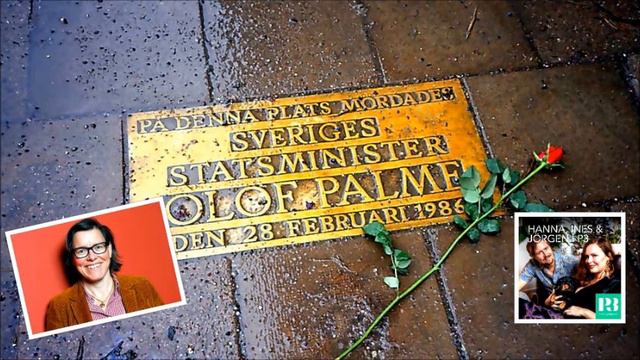 PÅ DENNA PLATS MÖRDADES
SVERIGES
STATSMINISTER
OLOF PALME
DEN 28 FEBRUARI 1986
HANNA, INES &
JÖRGEN I P3
P3